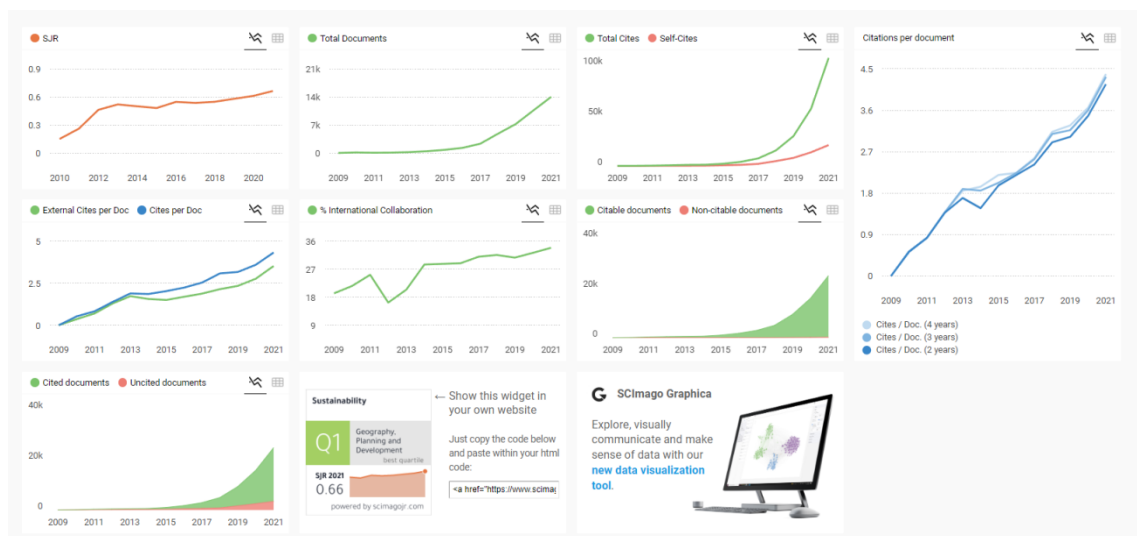 SJR
0.9
0.6
0.3
0
2010 2012 2014 2016 2018 2020
Total Documents
21k
14k
7k
0
2009 2011 2013 2015 2017 2019 2021
Total Cites Self-Cites
100k
50k
0
2009 2011 2013 2015 2017 2019 2021
Citations per document
4.5
3.6
2.7
1.8
0.9
0
2009 2011 2013 2015 2017 2019 2021
Cites / Doc. (4 years)
Cites / Doc. (3 years)
Cites / Doc. (2 years)
External Cites per Doc Cites per Doc
5
2.5
0
2009 2011 2013 2015 2017 2019 2021
% International Collaboration
36
27
18
9
2009 2011 2013 2015 2017 2019 2021
Citable documents Non-citable documents
40k
20k
0
2009 2011 2013 2015 2017 2019 2021
Cited documents Uncited documents
40k
20k
0
2009 2011 2013 2015 2017 2019 2021
Sustainability
Q1
Geography,
Planning and
Development
best quartile
SJR 2021
0.66
powered by scimagojr.com
← Show this widget in
your own website
Just copy the code below
and paste within your html
code:
<a href="https://www.scimag
G SCImago Graphica
Explore, visually
communicate and make
sense of data with our
new data visualization
tool.